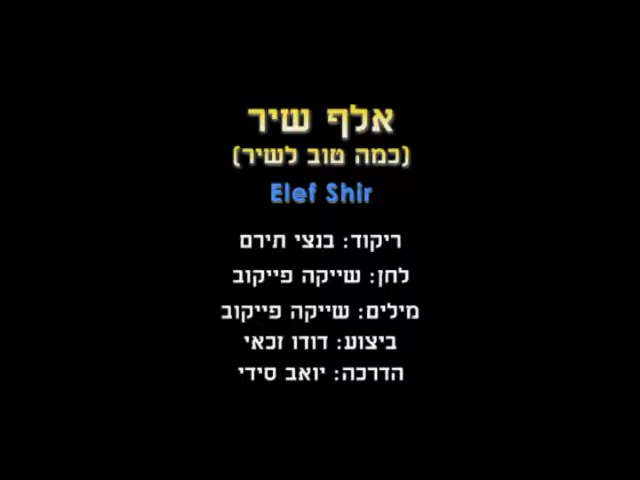 אלף שיר
(כמה טוב לשיר)
Elef Shir
ריקוד: בנצי תירם
לחן: שייקה פייקוב
מילים: שייקה פייקוב
ביצוע: דודו זכאי
הדרכה: יואב סידי